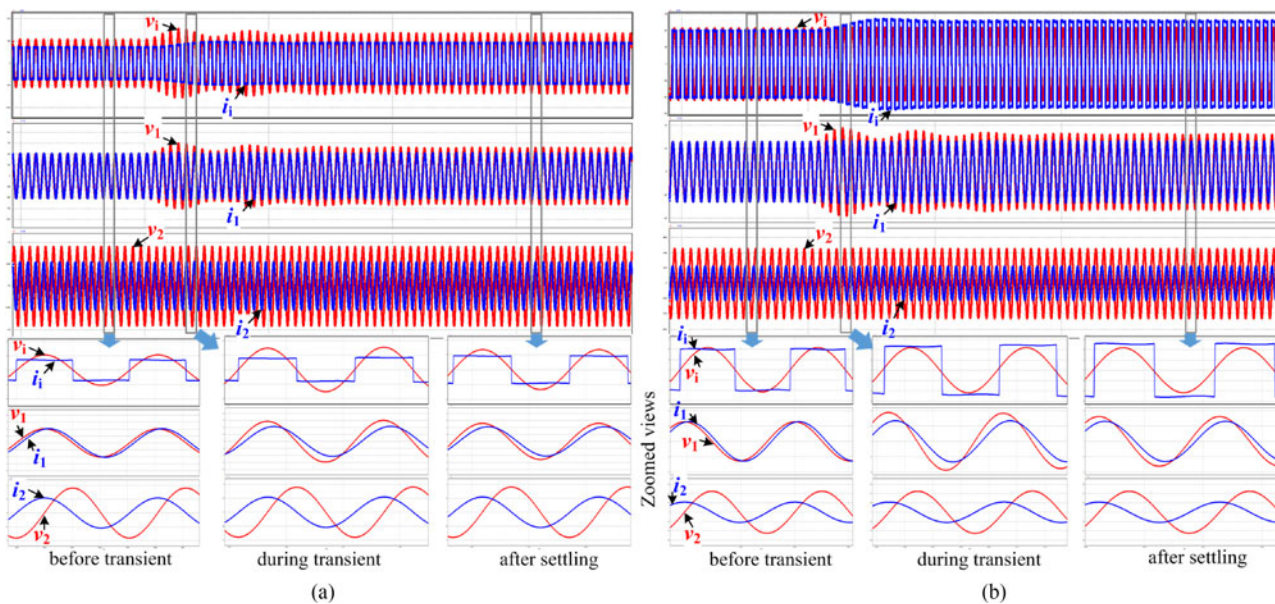 vi
ii
v1
i1
v2
i2
vi
ii
v1
i1
i2
v2
before transient
during transient
after settling
(a)
vi
ii
v1
i1
v2
i2
Zoomed views
ii
vi
i1
v1
i2
v2
before transient
during transient
after settling
(b)